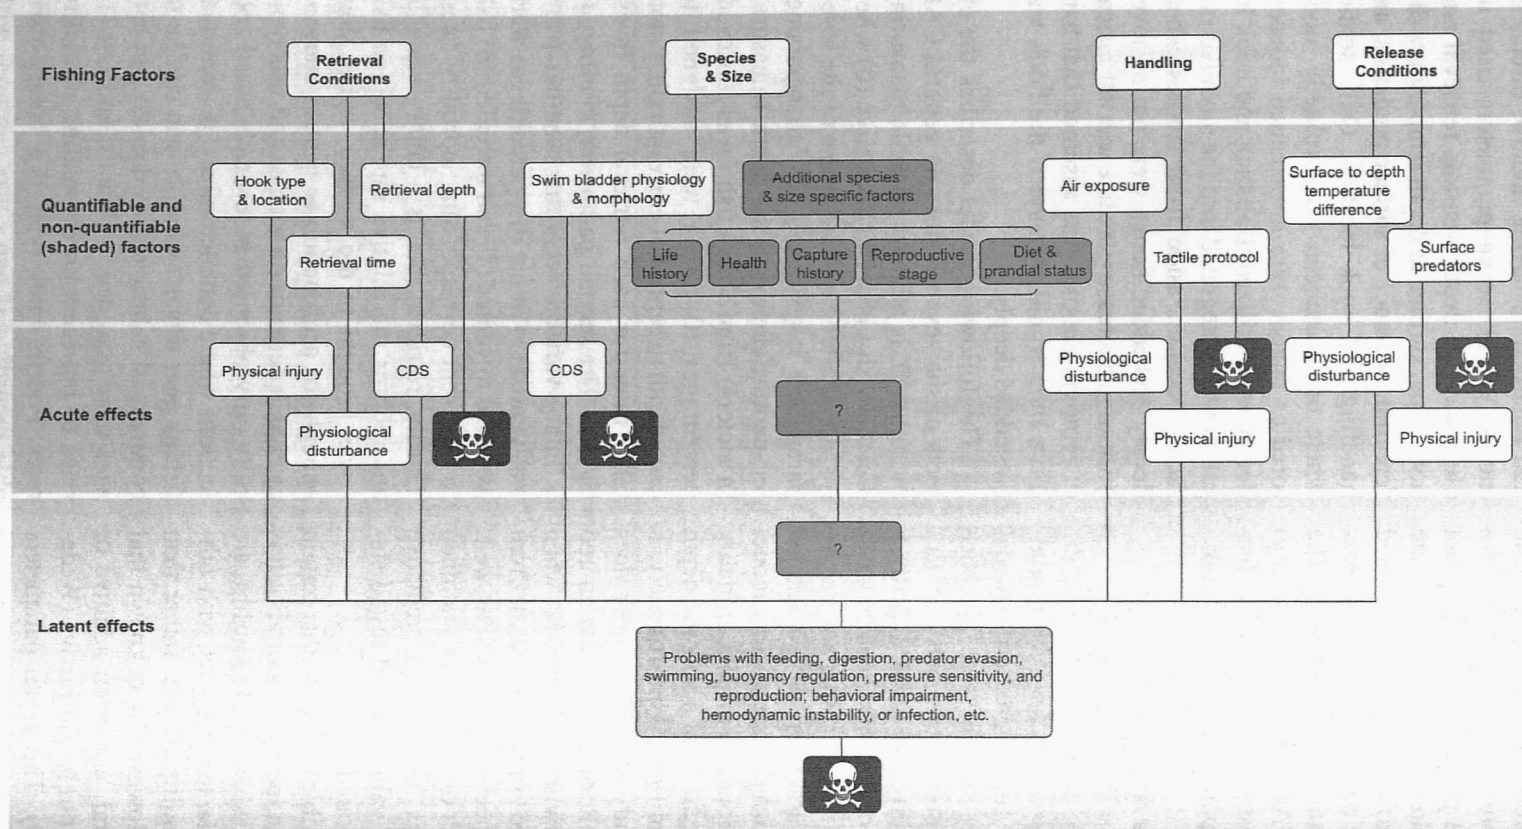 Fishing Factors
Retrieval
Conditions
Species
& Size
Handling
Release
Conditions
Quantifiable and
non-quantifiable
(shaded) factors
Hook type
& location
Retrieval depth
Retrieval time
Swim bladder physiology
& morphology
Additional species
& size specific factors
Life
history
Health
Capture
history
Reproductive
stage
Diet &
prandial status
Air exposure
Tactile protocol
Surface to depth
temperature
difference
Surface
predators
Acute effects
Physical injury
Physiological
disturbance
CDS
CDS
?
Physiological
disturbance
Physical injury
Physiological
disturbance
Physical injury
Latent effects
?
Problems with feeding, digestion, predator evasion,
swimming, buoyancy regulation, pressure sensitivity, and
reproduction; behavioral impairment,
hemodynamic instability, or infection, etc.